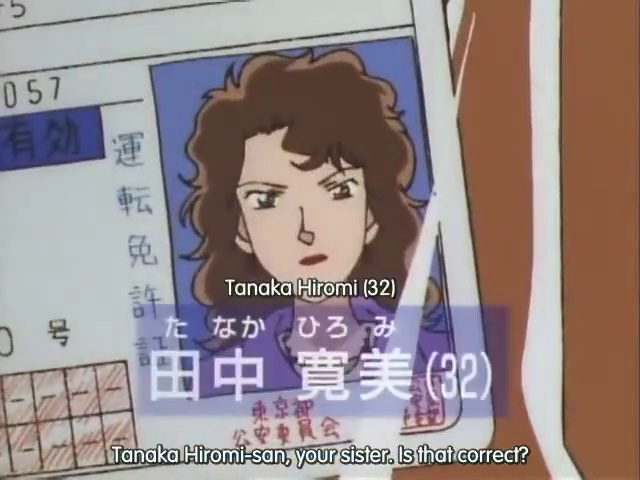 -5
057
有効
運転免許証
0 号
Tanaka Hiromi (32)
た なか ひろ み
田中 寛美(32)
東京都
公安委員会
Tanaka Hiromi-san, your sister. Is that correct?